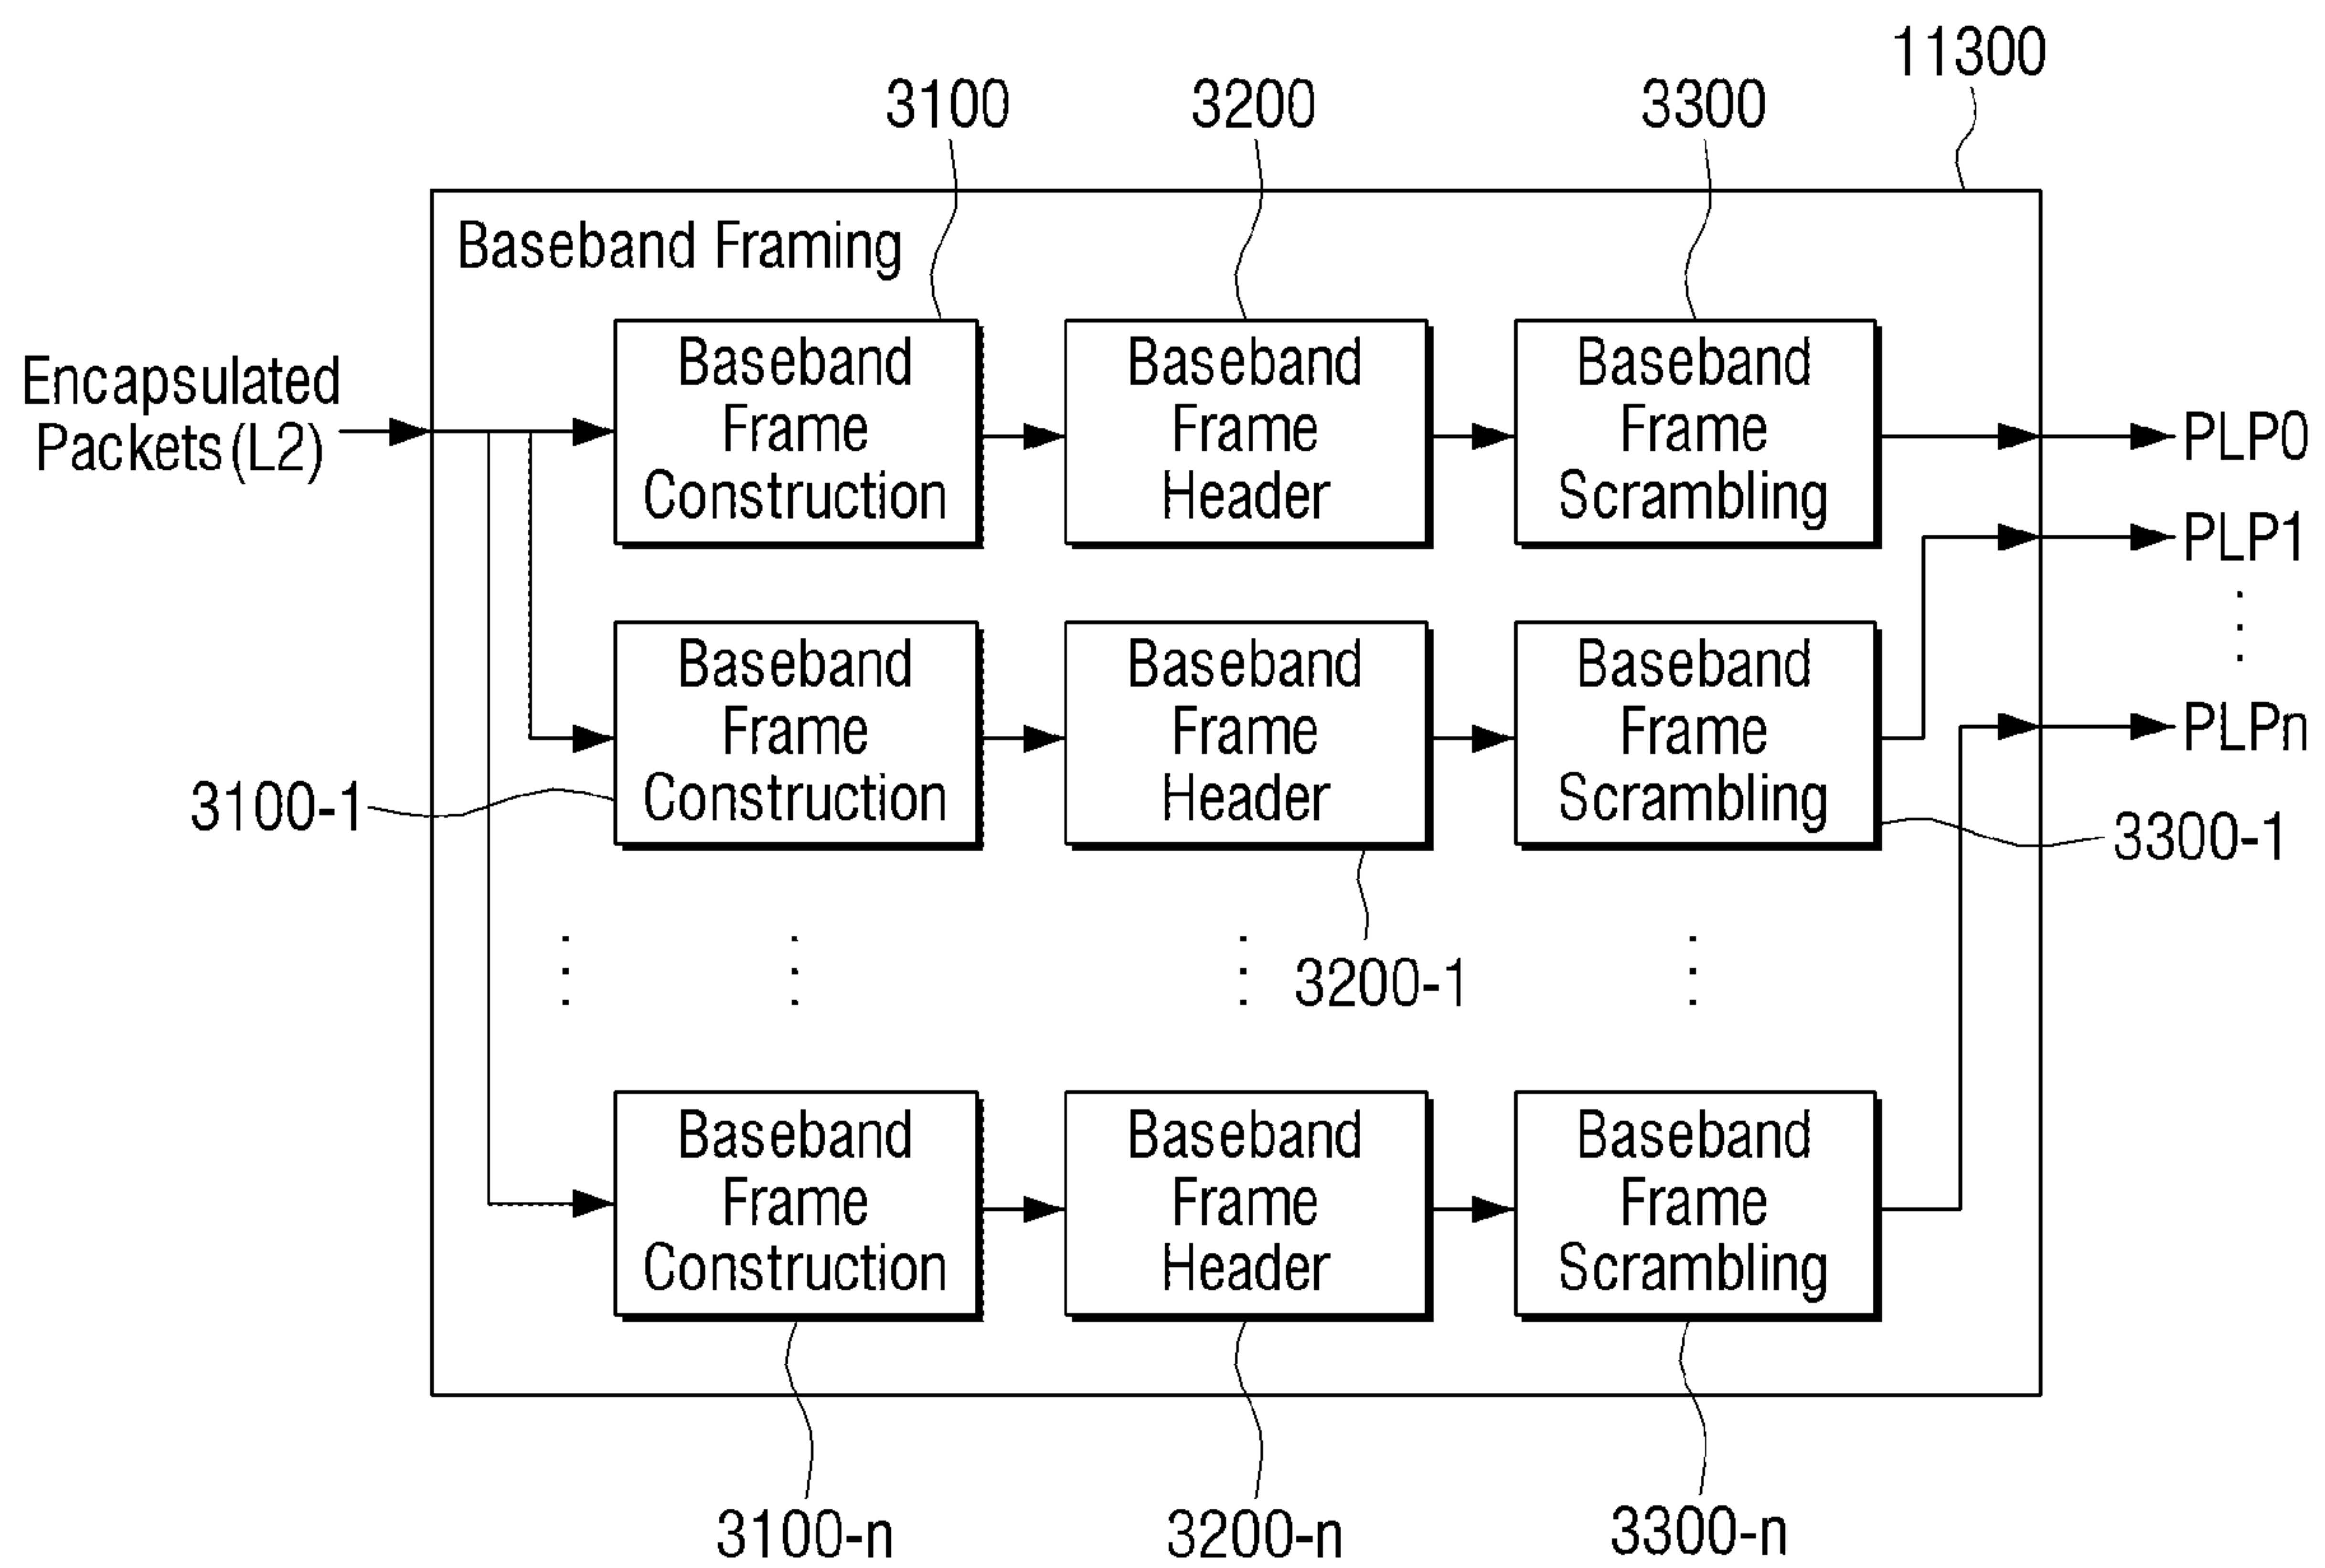 11300
3100
3200
3300
Baseband Framing
Encapsulated
Packets(L2)
Baseband
Frame
Construction
Baseband
Frame
Header
Baseband
Frame
Scrambling
PLP0
PLP1
PLPn
Baseband
Frame
Construction
Baseband
Frame
Header
Baseband
Frame
Scrambling
3100-1
3300-1
3200-1
Baseband
Frame
Construction
Baseband
Frame
Header
Baseband
Frame
Scrambling
3100-n
3200-n
3300-n